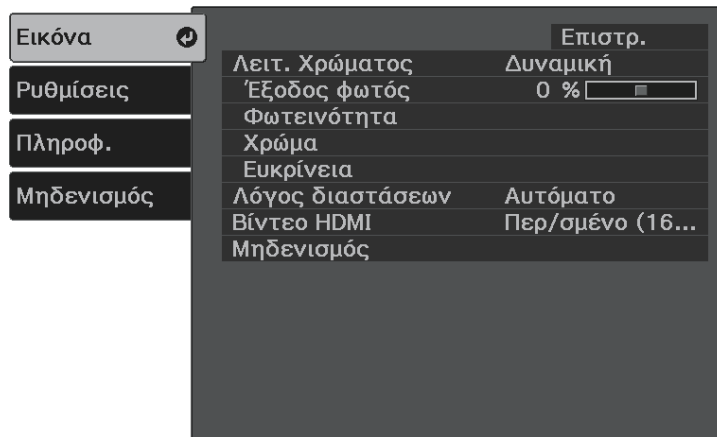 Εικόνα
Ρυθμίσεις
Πληροφ.
Μηδενισμός
Επιστρ.
Λειτ. Χρώματος Δυναμική
Έξοδος φωτός 0 %
Φωτεινότητα
Χρώμα
Ευκρίνεια
Λόγος διαστάσεων Αυτόματο
Βίντεο HDMI Περ/σμένο (16...
Μηδενισμός